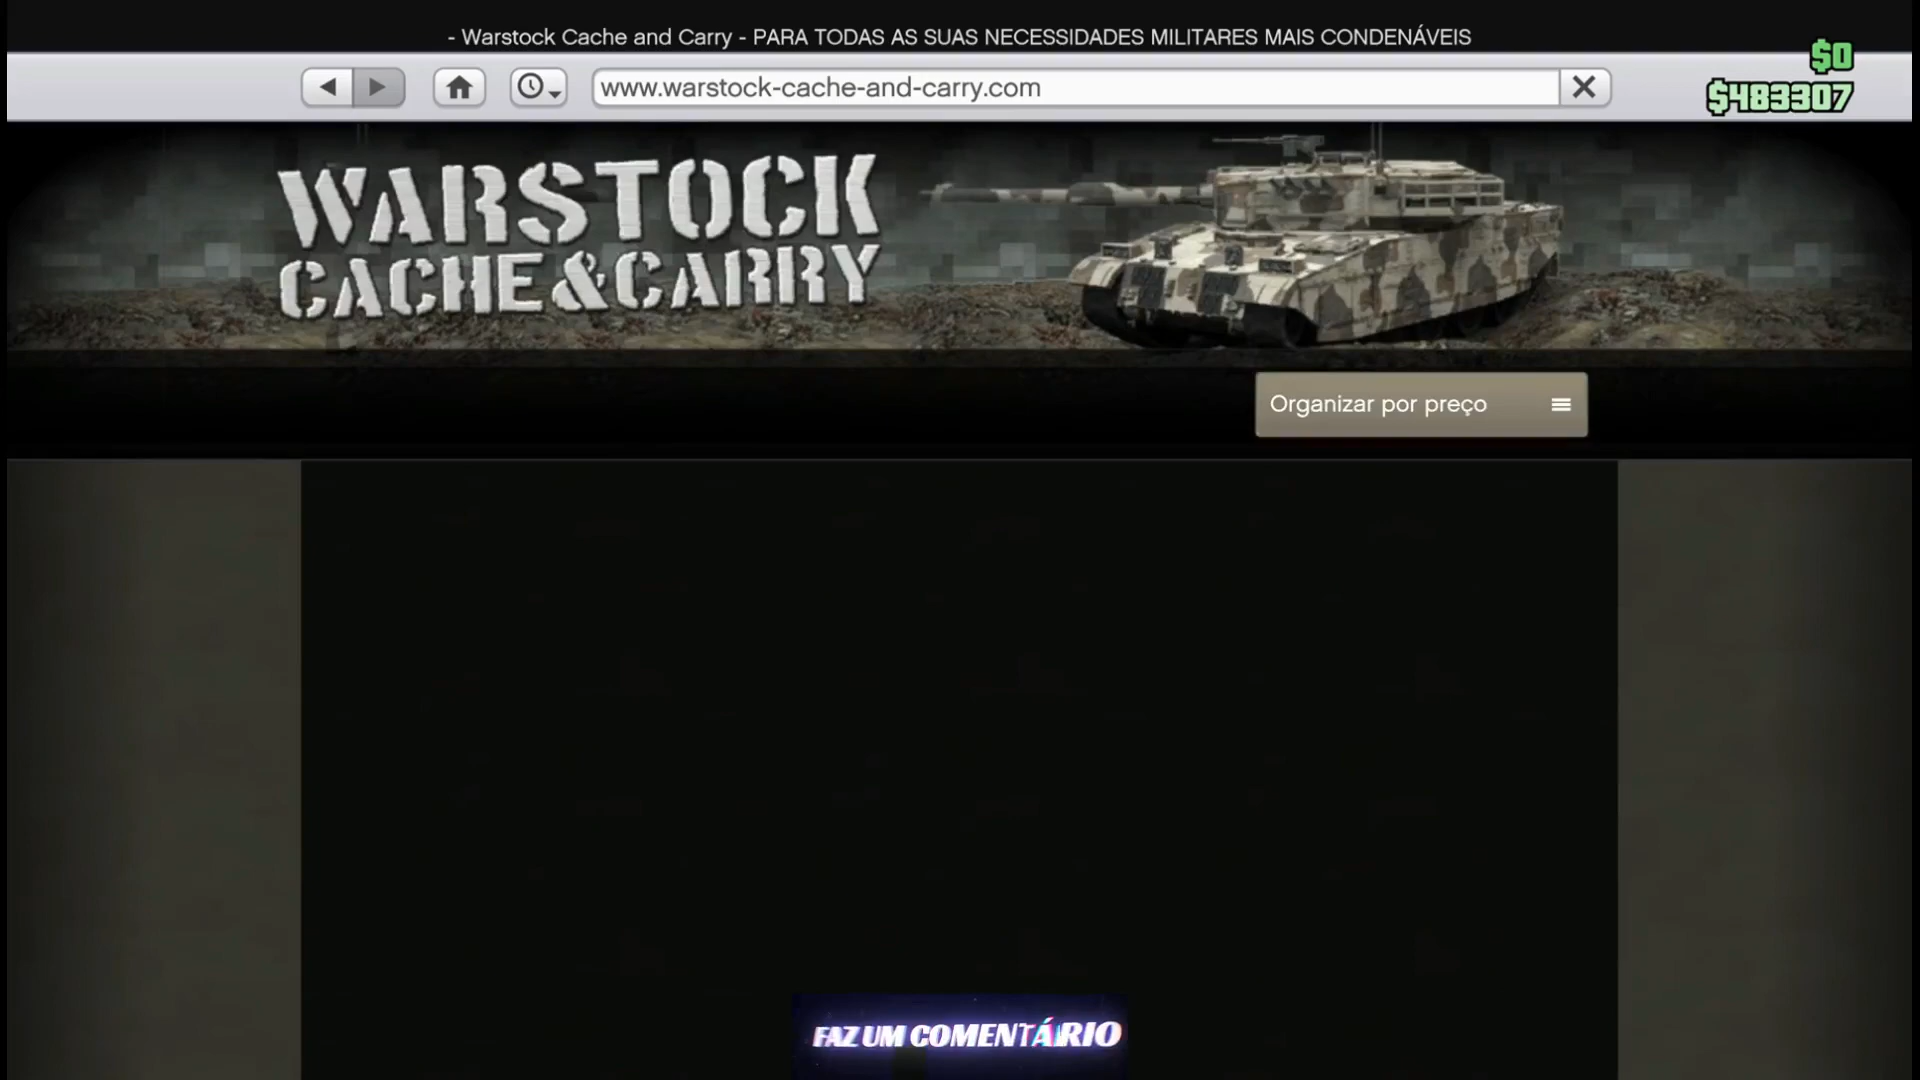 - Warstock Cache and Carry - PARA TODAS AS SUAS NECESSIDADES MILITARES MAIS CONDENÁVEIS
$0
www.warstock-cache-and-carry.com
$483307
WARSTOCK
CACHE&CARRY
Organizar por preço
FAZ UM COMENTÁRIO